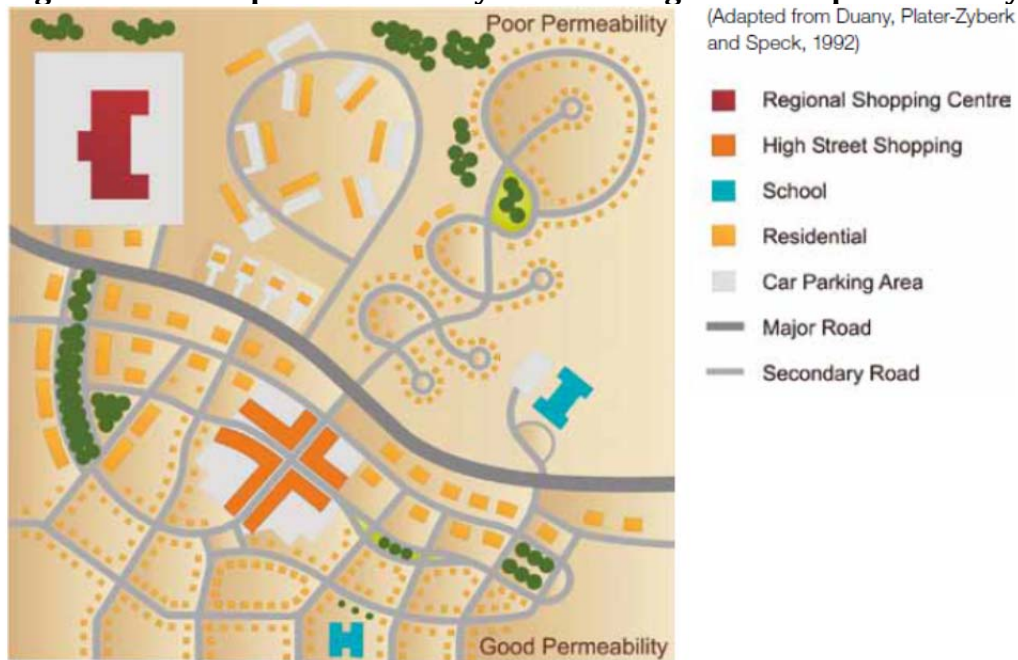 Poor Permeability
(Adapted from Duany, Plater-Zyberk
and Speck, 1992)
Regional Shopping Centre
High Street Shopping
School
Residential
Car Parking Area
Major Road
Secondary Road
Good Permeability